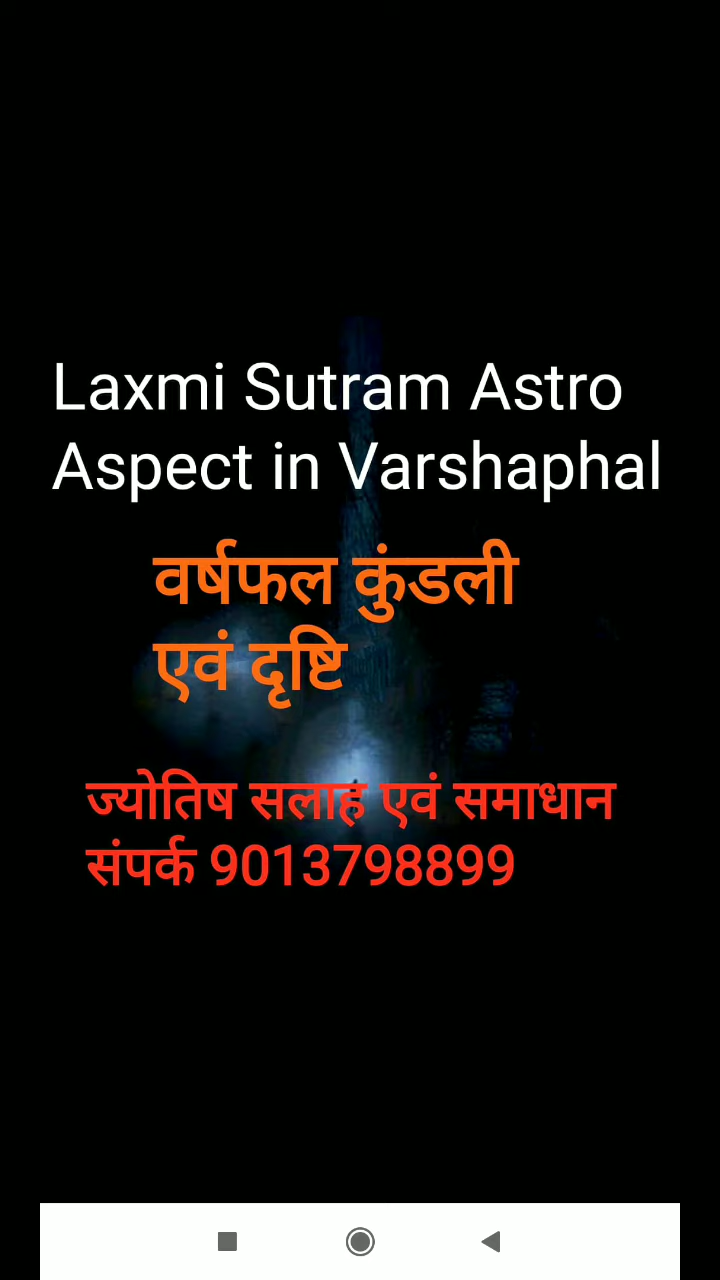 Laxmi Sutram Astro
Aspect in Varshaphal
वर्षफल कुंडली
एवं दृष्टि
ज्योतिष सलाह एवं समाधान
संपर्क 9013798899